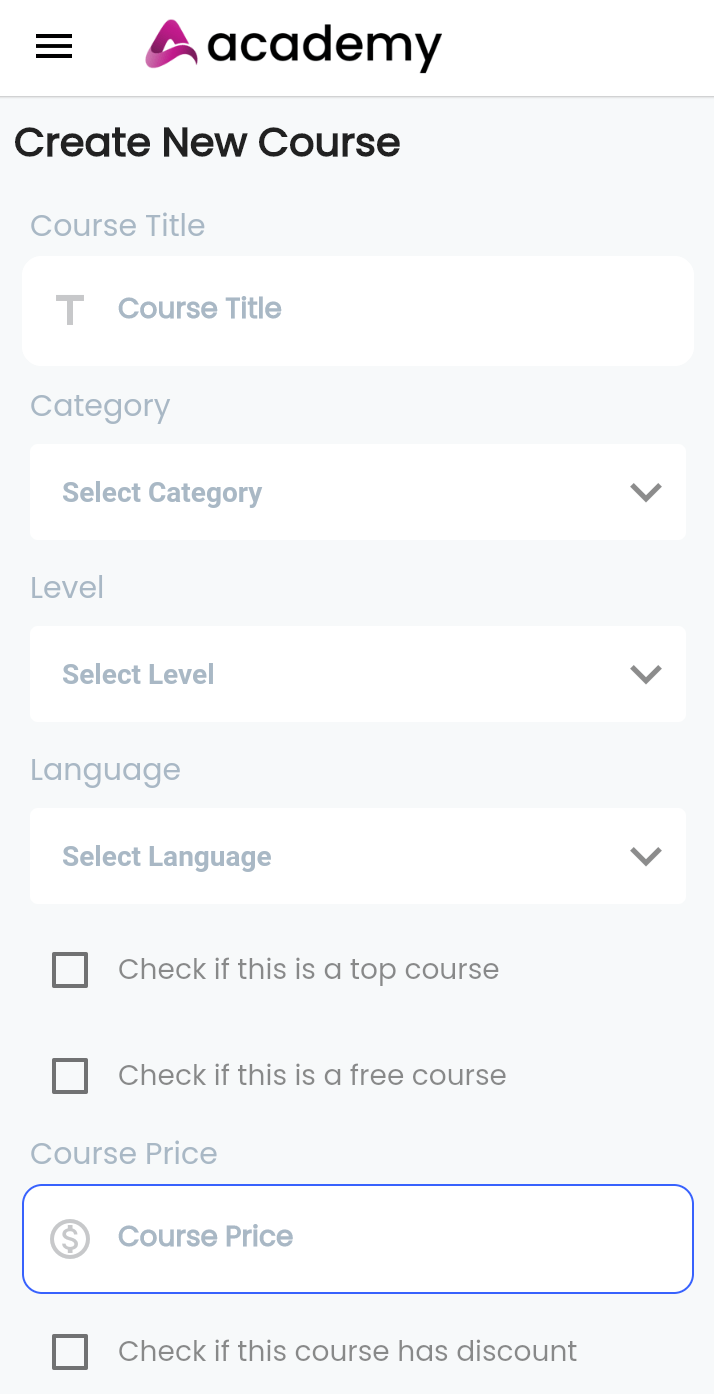 academy
Create New Course
Course Title
Course Title
Category
Select Category
Level
Select Level
Language
Select Language
Check if this is a top course
Check if this is a free course
Course Price
Course Price
Check if this course has discount